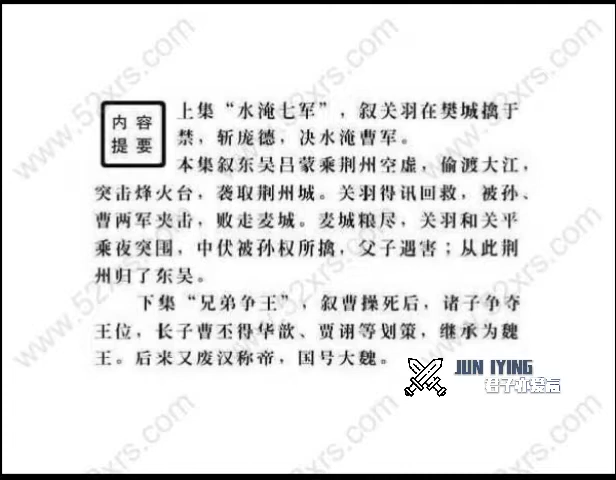 内容
提要
上集“水淹七军”，叙关羽在樊城擒于
禁，斩庞德，决水淹曹军。
本集叙东吴吕蒙乘荆州空虚，偷渡大江，
突击烽火台，袭取荆州城。关羽得讯回救，被孙、
曹两军夹击，败走麦城。麦城粮尽，关羽和关平
乘夜突围，中伏被孙权所擒，父子遇害；从此荆
州归了东吴。
下集“兄弟争王”，叙曹操死后，诸子争夺
王位，长子曹丕得华歆、贾诩等划策，继承为魏
王。后来又废汉称帝，国号大魏。
JUN IYING
www.52xrs.com